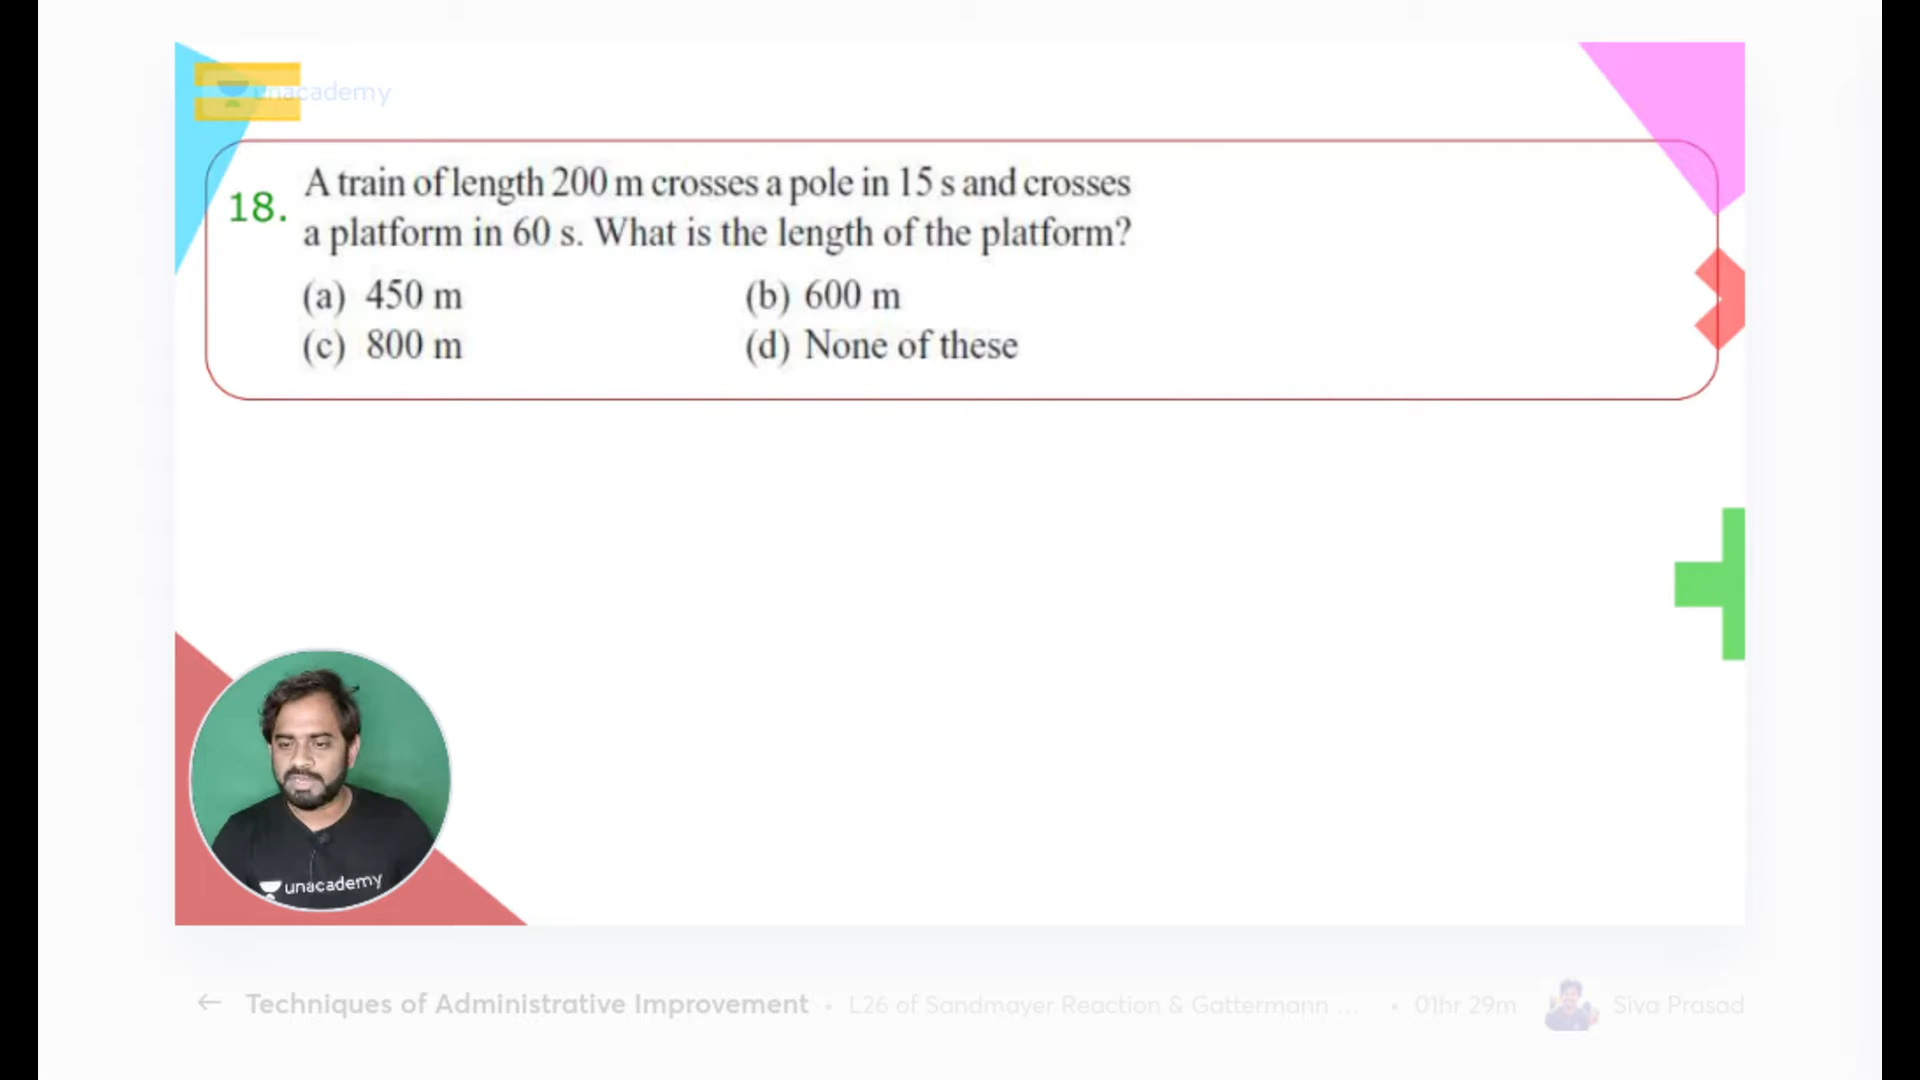 unacademy
18. A train of length 200 m crosses a pole in 15 s and crosses
a platform in 60 s. What is the length of the platform?
(a) 450 m (b) 600 m
(c) 800 m (d) None of these
unacademy
← Techniques of Administrative Improvement • L26 of Sandmayer Reaction & Gattermann ... • 01hr 29m Siva Prasad